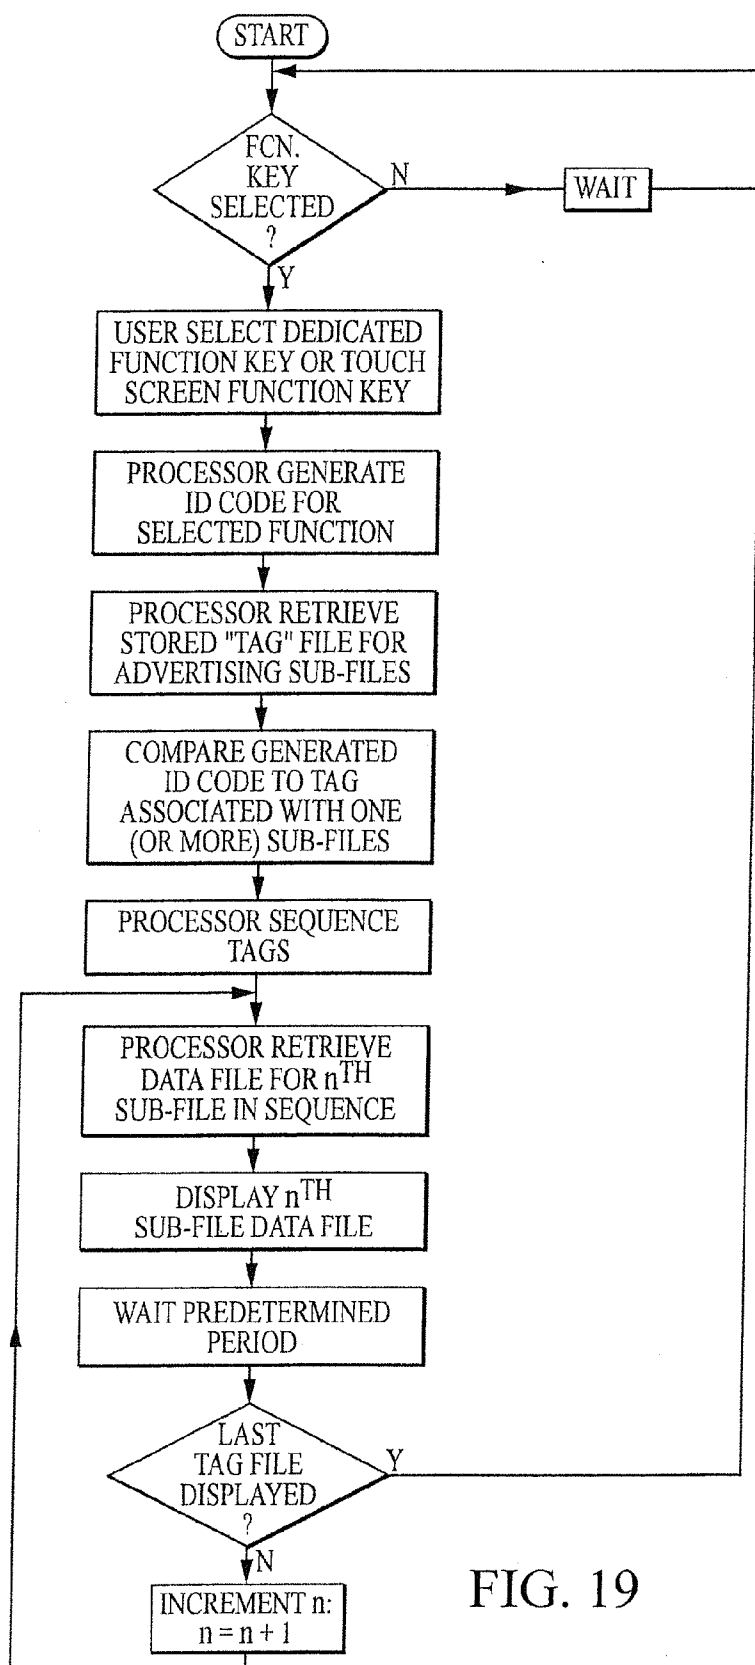 START
FCN.
KEY
SELECTED
?
N
WAIT
Y
USER SELECT DEDICATED
FUNCTION KEY OR TOUCH
SCREEN FUNCTION KEY
PROCESSOR GENERATE
ID CODE FOR
SELECTED FUNCTION
PROCESSOR RETRIEVE
STORED "TAG" FILE FOR
ADVERTISING SUB-FILES
COMPARE GENERATED
ID CODE TO TAG
ASSOCIATED WITH ONE
(OR MORE) SUB-FILES
PROCESSOR SEQUENCE
TAGS
PROCESSOR RETRIEVE
DATA FILE FOR nTH
SUB-FILE IN SEQUENCE
DISPLAY nTH
SUB-FILE DATA FILE
WAIT PREDETERMINED
PERIOD
LAST
TAG FILE
DISPLAYED
?
Y
N
INCREMENT n:
n = n + 1
FIG. 19